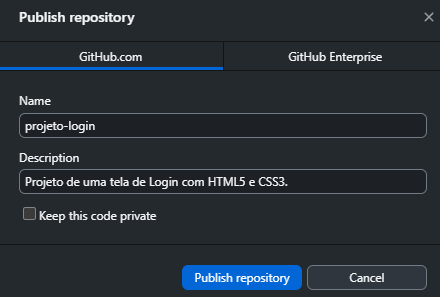 Publish repository
GitHub.com
GitHub Enterprise
Name
projeto-login
Description
Projeto de uma tela de Login com HTML5 e CSS3.
Keep this code private
Publish repository
Cancel